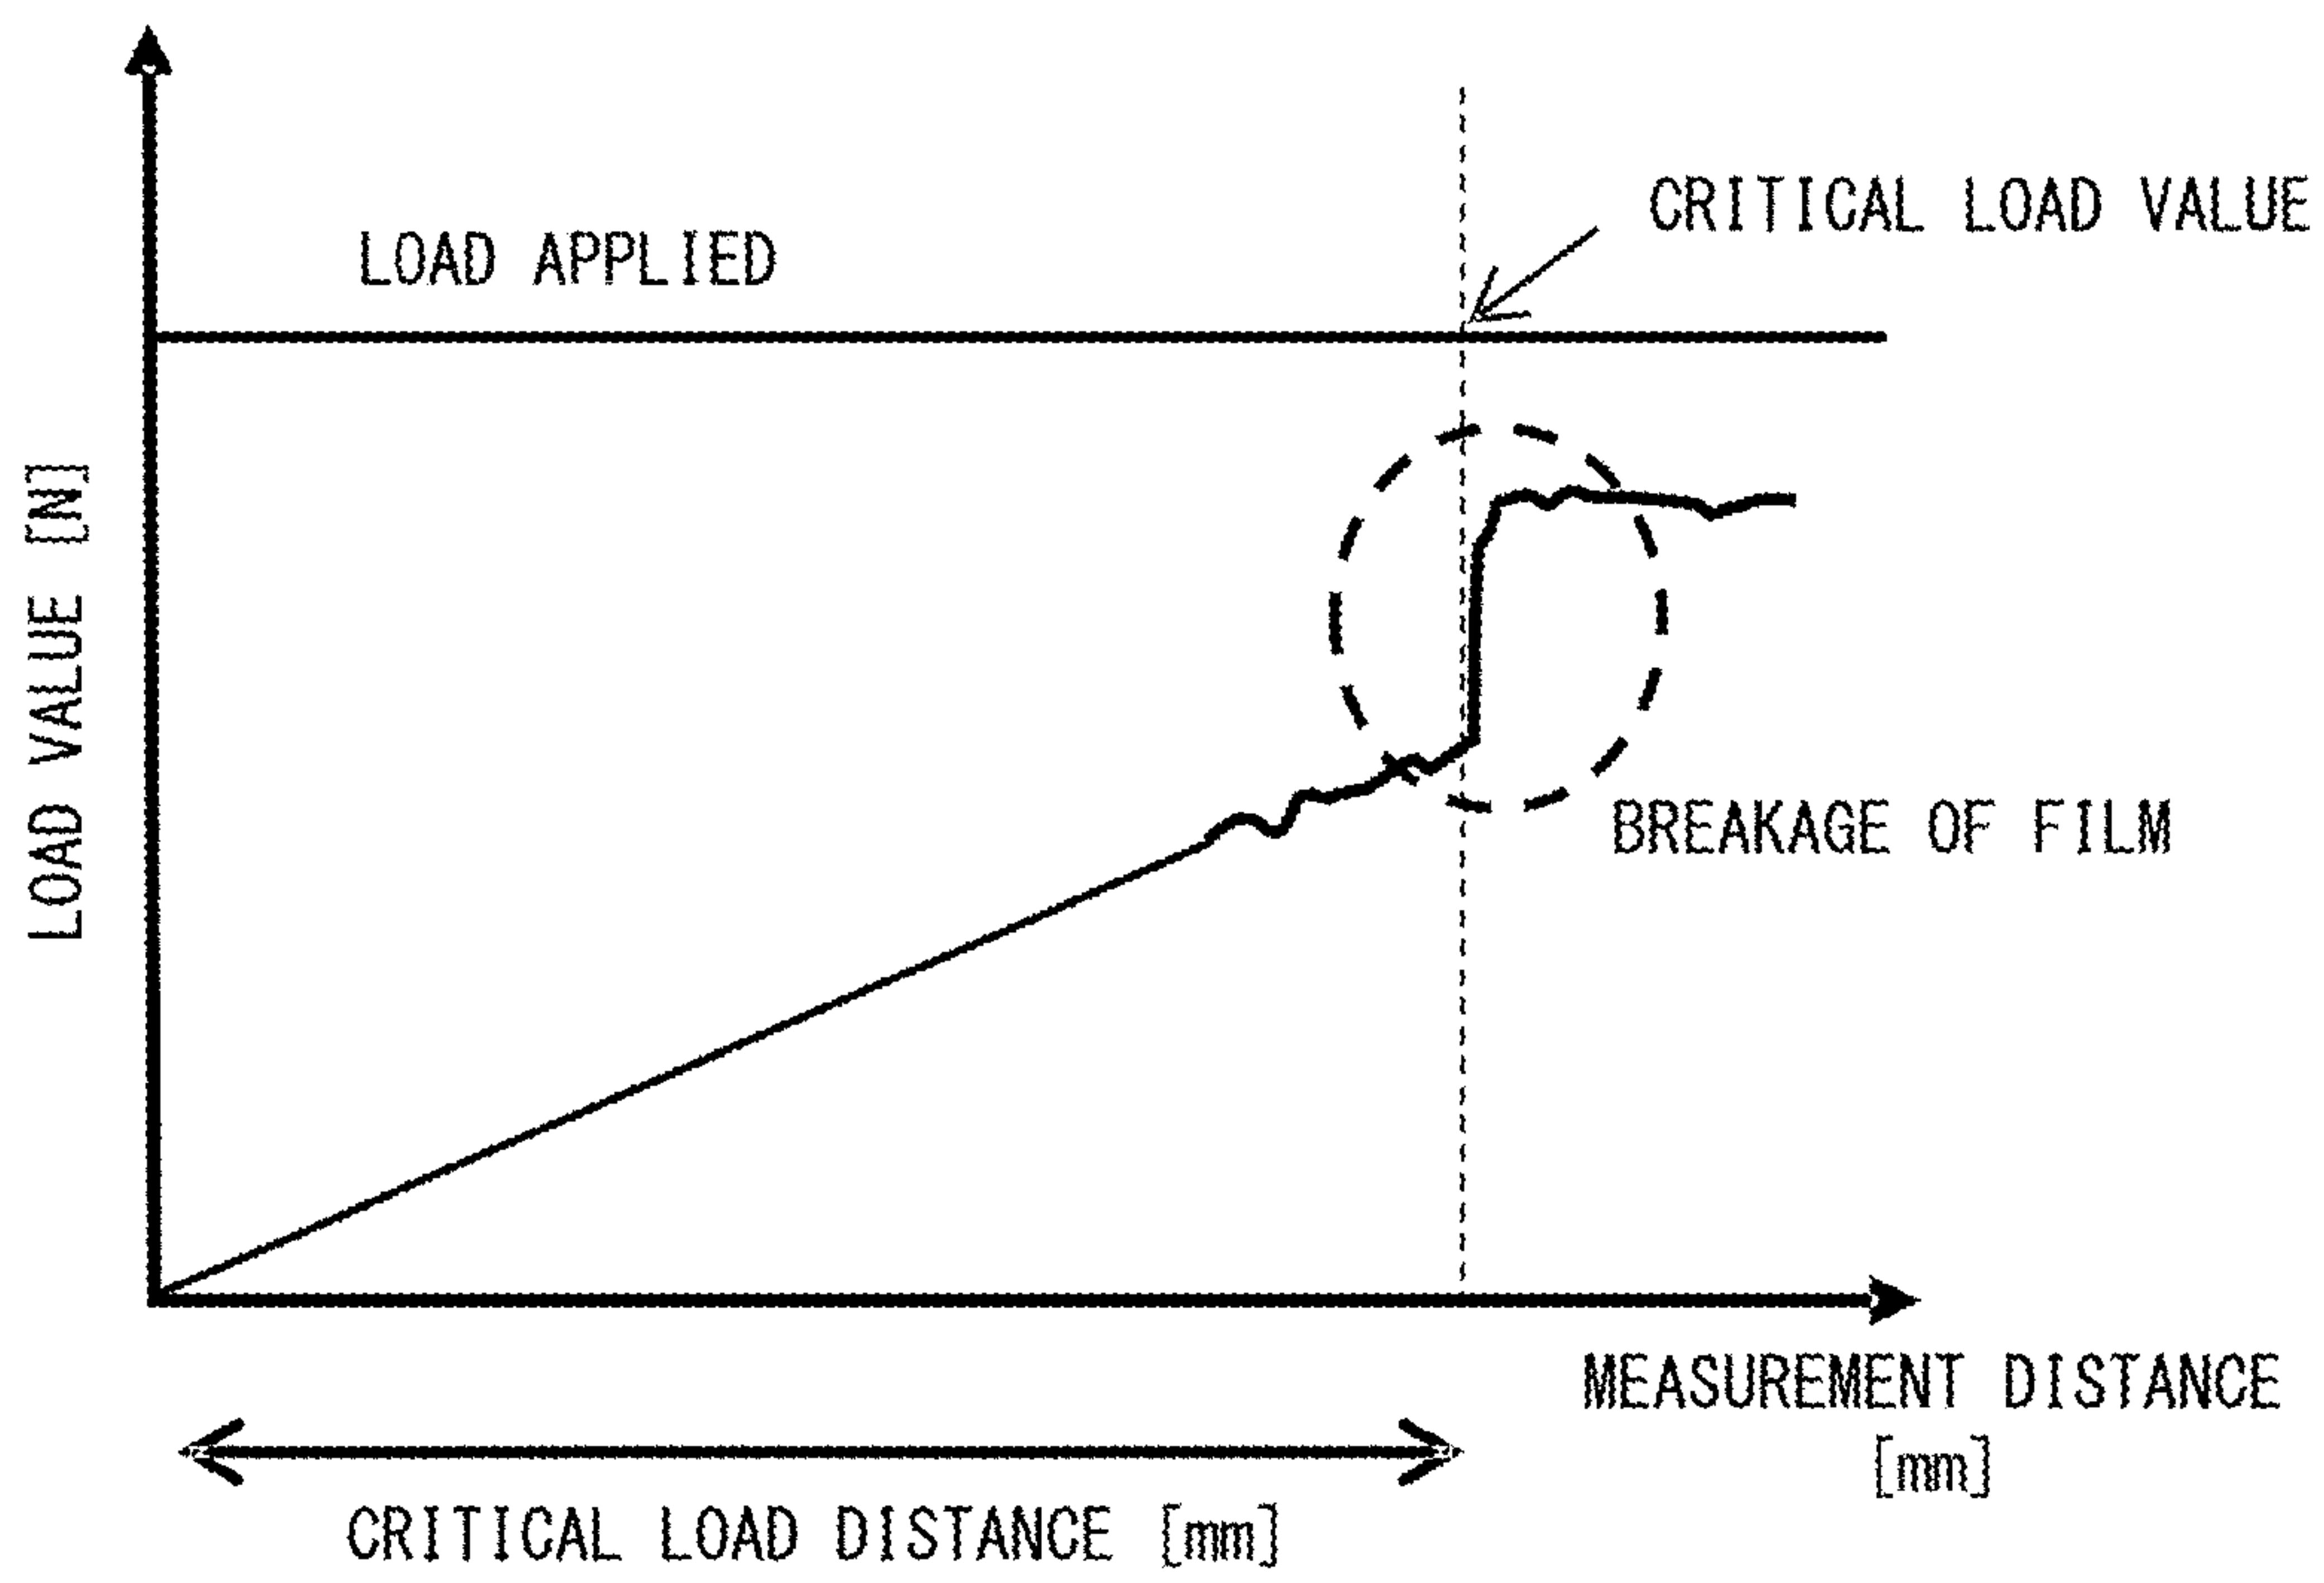 CRITICAL LOAD VALUE
LOAD APPLIED
LOAD VALUE [N]
BREAKAGE OF FILM
MEASUREMENT DISTANCE
[mm]
CRITICAL LOAD DISTANCE [mm]